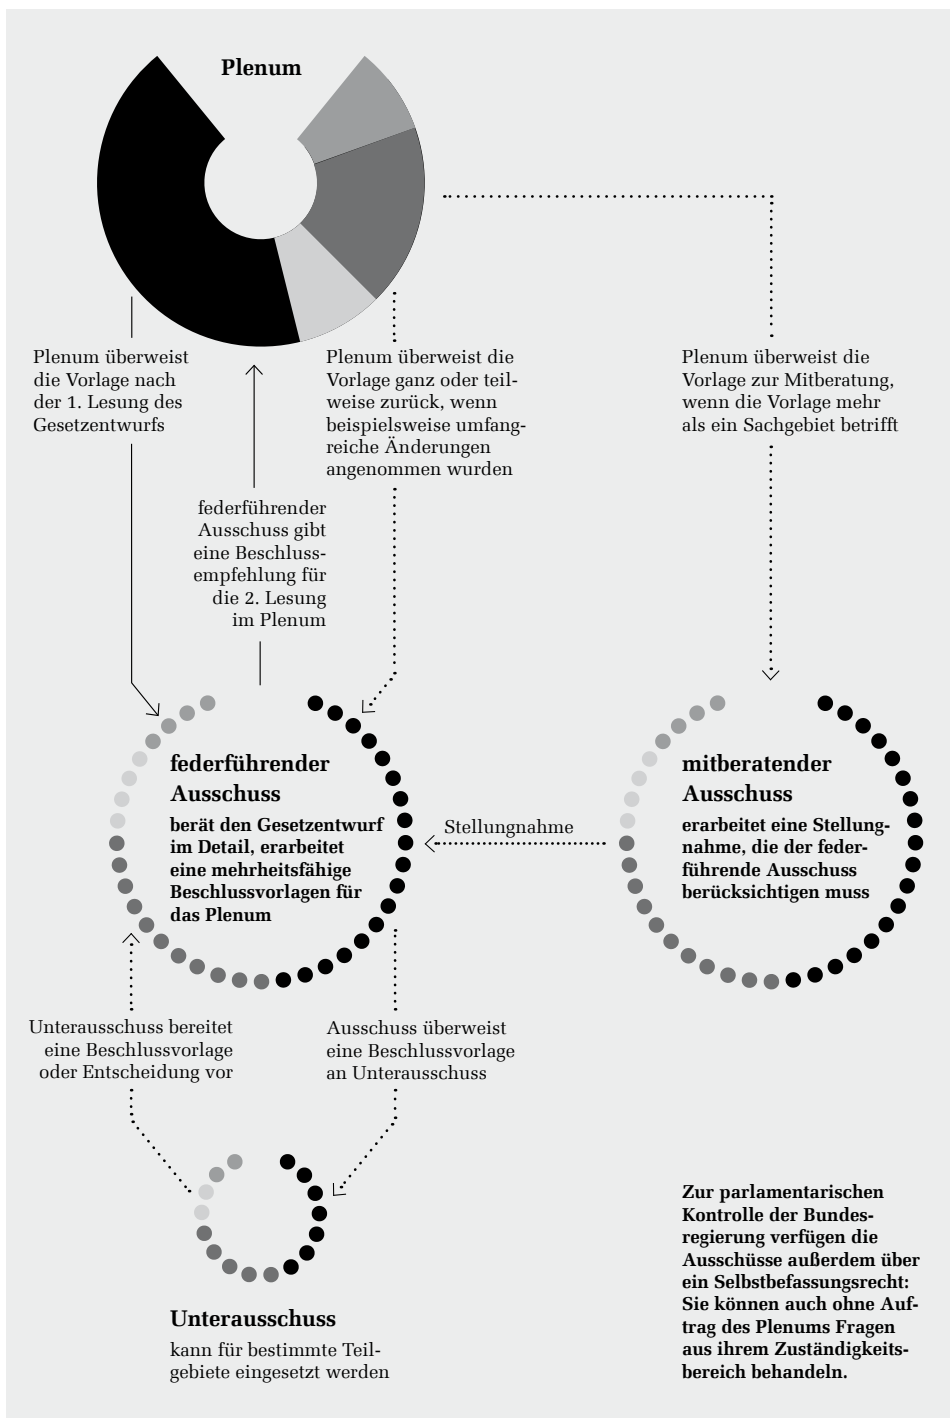 Plenum
Plenum überweist
die Vorlage nach
der 1. Lesung des
Gesetzentwurfs
Plenum überweist die
Vorlage ganz oder teil-
weise zurück, wenn
beispielsweise umfang-
reiche Änderungen
angenommen wurden
Plenum überweist die
Vorlage zur Mitberatung,
wenn die Vorlage mehr
als ein Sachgebiet betrifft
federführender
Ausschuss gibt
eine Beschluss-
empfehlung für
die 2. Lesung
im Plenum
federführender
Ausschuss
berät den Gesetzentwurf
im Detail, erarbeitet
eine mehrheitsfähige
Beschlussvorlagen für
das Plenum
Stellungnahme
mitberatender
Ausschuss
erarbeitet eine Stellung-
nahme, die der feder-
führende Ausschuss
berücksichtigen muss
Unterausschuss bereitet
eine Beschlussvorlage
oder Entscheidung vor
Ausschuss überweist
eine Beschlussvorlage
an Unterausschuss
Unterausschuss
kann für bestimmte Teil-
gebiete eingesetzt werden
Zur parlamentarischen
Kontrolle der Bundes-
regierung verfügen die
Ausschüsse außerdem über
ein Selbstbefassungsrecht:
Sie können auch ohne Auf-
trag des Plenums Fragen
aus ihrem Zuständigkeits-
bereich behandeln.